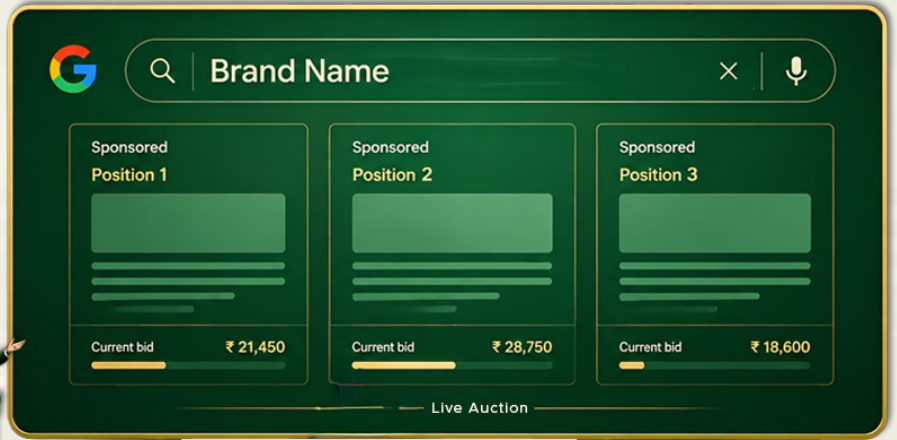 Brand Name
Sponsored
Position 1
Current bid ₹ 21,450
Sponsored
Position 2
Current bid ₹ 28,750
Sponsored
Position 3
Current bid ₹ 18,600
Live Auction